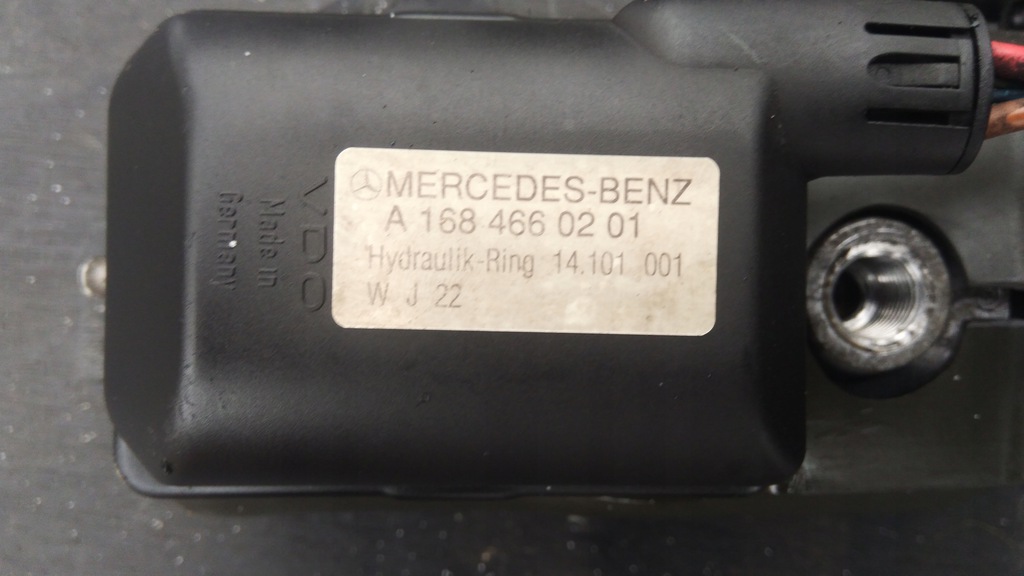 MERCEDES-BENZ
A 168 466 02 01
Hydraulik-Ring 14.101 001
W J 22
VDO
Made in
Germany